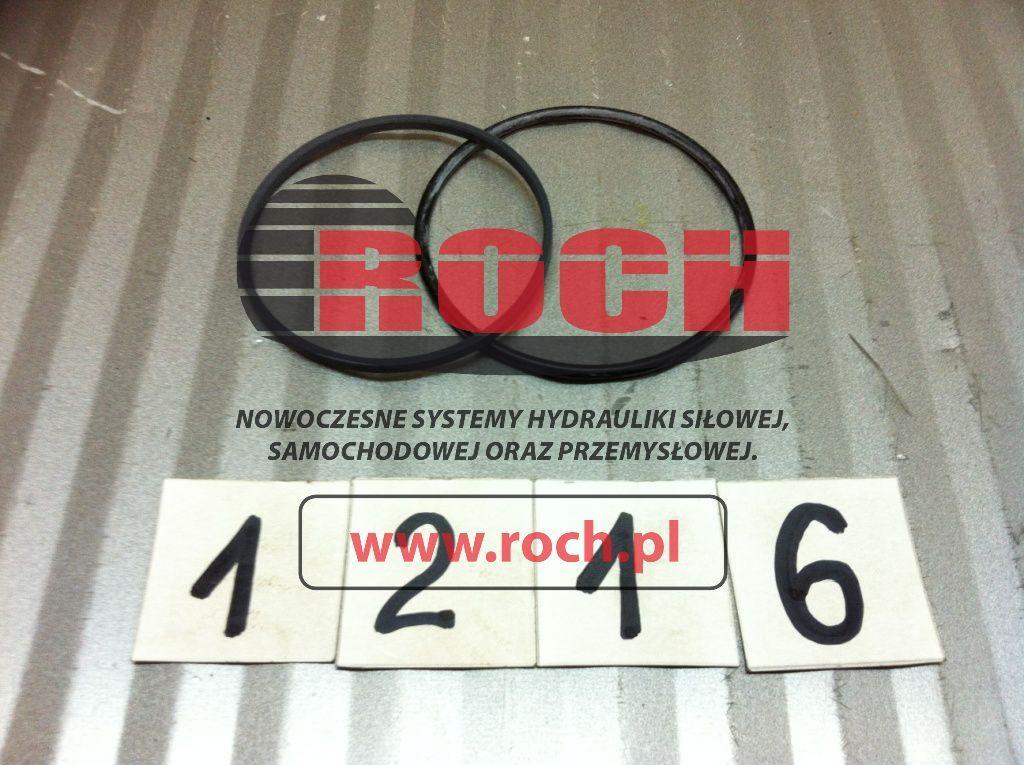 ROCH
NOWOCZESNE SYSTEMY HYDRAULIKI SIŁOWEJ,
SAMOCHODOWEJ ORAZ PRZEMYSŁOWEJ.
www.roch.pl
1 2 1 6